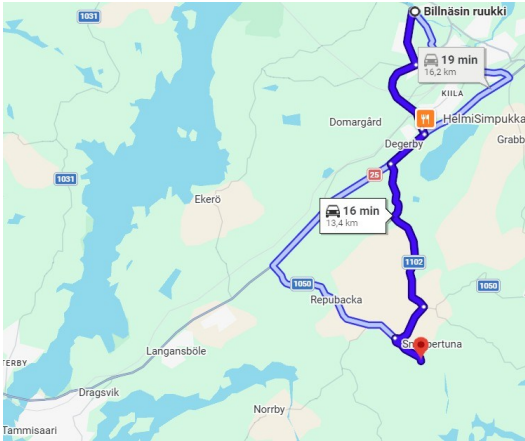 1031
Billnäsin ruukki
19 min
16,2 km
KIILA
HelmiSimpukka
Domargård
Degerby
Grabb
1031
25
Ekerö
16 min
13,4 km
1102
1050
1050
Repubacka
Langansböle
TERBY
Dragsvik
Norrby
Tammisaari